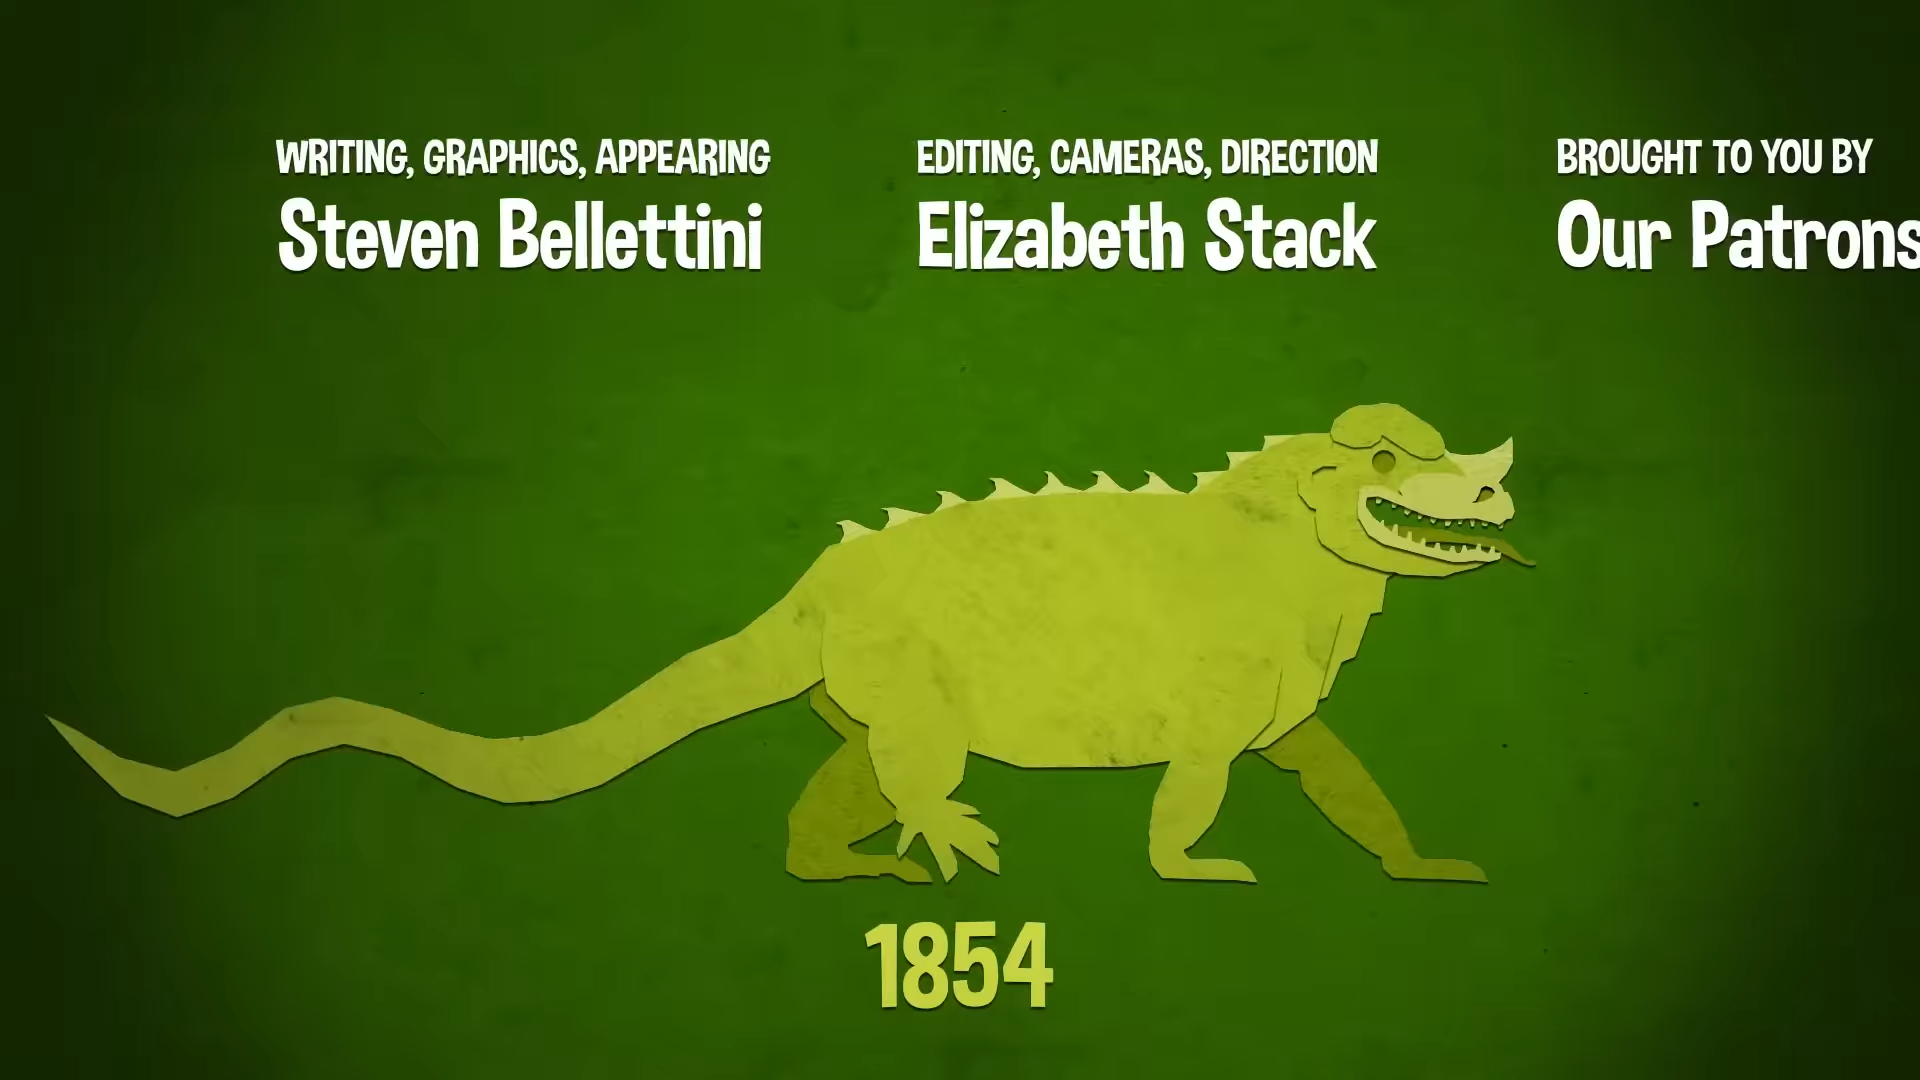 WRITING, GRAPHICS, APPEARING
Steven Bellettini
EDITING, CAMERAS, DIRECTION
Elizabeth Stack
BROUGHT TO YOU BY
Our Patrons
1854